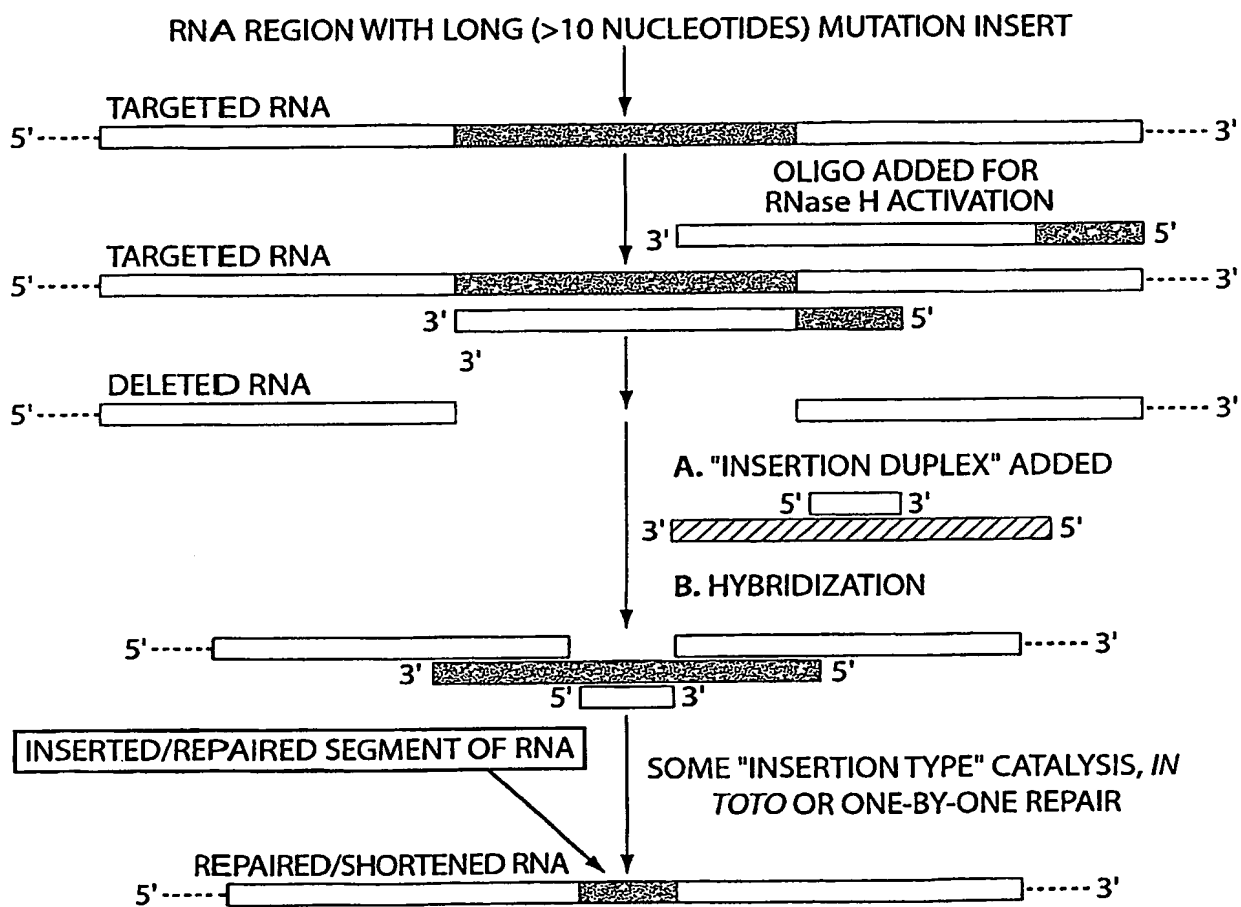 RNA REGION WITH LONG (>10 NUCLEOTIDES) MUTATION INSERT
TARGETED RNA
5' 3'
OLIGO ADDED FOR
RNase H ACTIVATION
3' 5'
TARGETED RNA
5' 3'
3' 5'
3'
DELETED RNA
5' 3'
A. "INSERTION DUPLEX" ADDED
5' 3'
3' 5'
B. HYBRIDIZATION
5' 3'
3' 5'
5' 3'
INSERTED/REPAIRED SEGMENT OF RNA
SOME "INSERTION TYPE" CATALYSIS, IN
TOTO OR ONE-BY-ONE REPAIR
REPAIRED/SHORTENED RNA
5' 3'